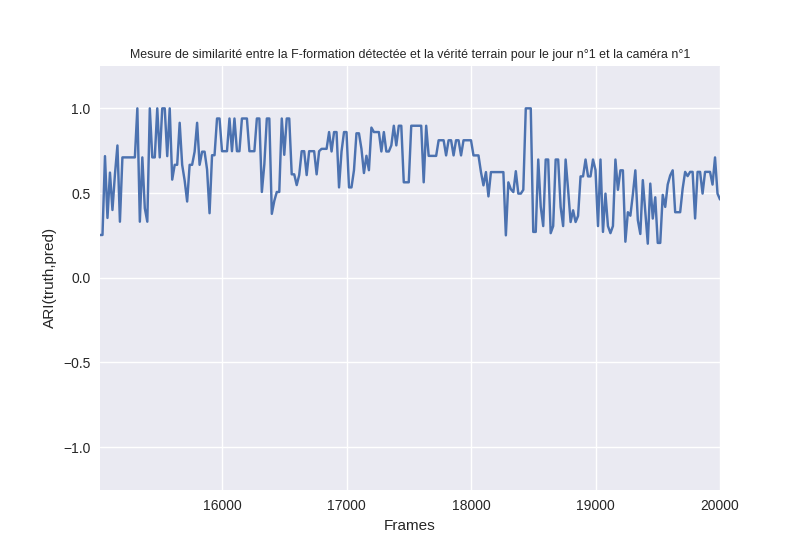 Mesure de similarité entre la F-formation détectée et la vérité terrain pour le jour n°1 et la caméra n°1
1.0
0.5
0.0
−0.5
−1.0
ARI(truth,pred)
16000 17000 18000 19000 20000
Frames